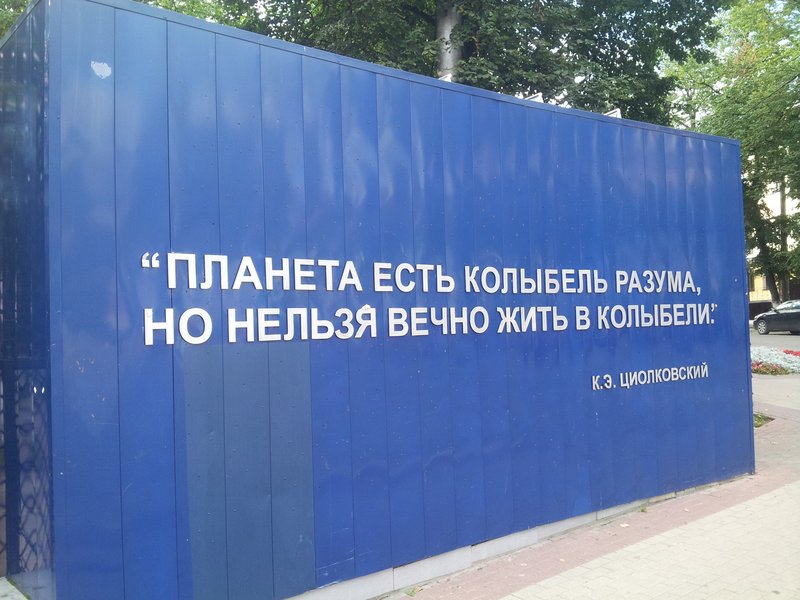 “ПЛАНЕТА ЕСТЬ КОЛЫБЕЛЬ РАЗУМА,
НО НЕЛЬЗЯ ВЕЧНО ЖИТЬ В КОЛЫБЕЛИ.”
К.Э. ЦИОЛКОВСКИЙ